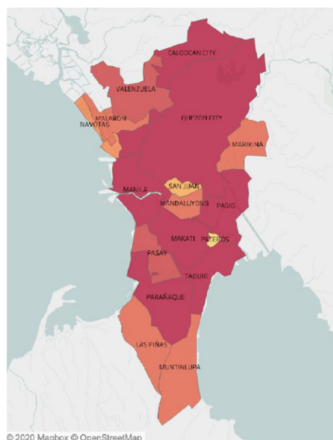 CALOOCAN CITY
VALENZUELA
MALABON
NAVOTAS
QUEZON CITY
MARIKINA
SAN JUAN
MANILA
MANDALUYONG
PASIG
MAKATI
PATEROS
PASAY
TAGUIG
PARAÑAQUE
LAS PIÑAS
MUNTINLUPA
© 2020 Mapbox © OpenStreetMap